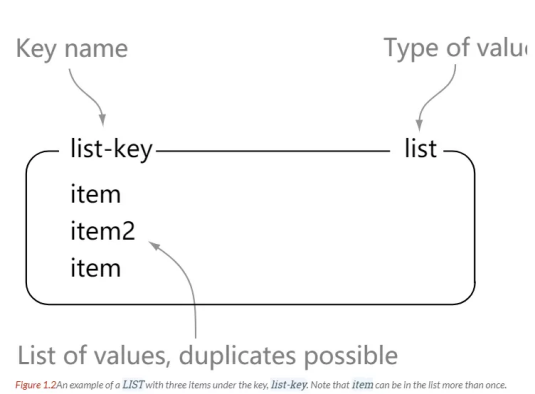 Key name
Type of valu
list-key
list
item
item2
item
List of values, duplicates possible
Figure 1.2An example of a LIST with three items under the key, list-key. Note that item can be in the list more than once.